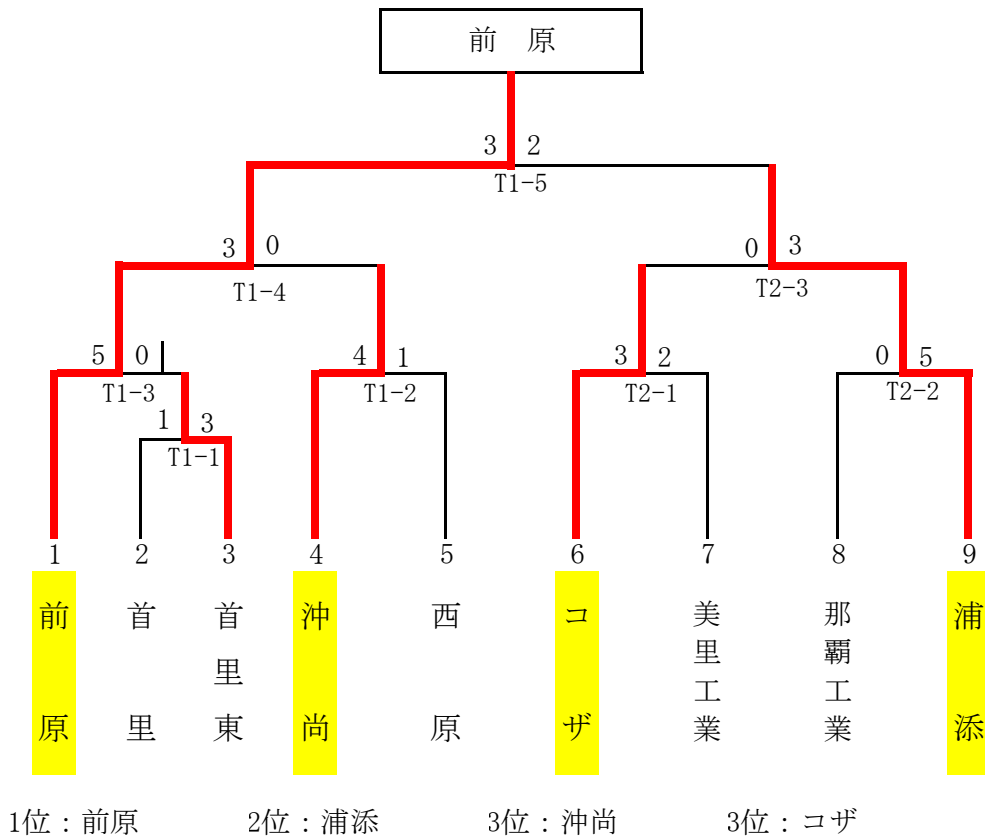 前 原
3 2
T1-5
3 0
T1-4
0 3
T2-3
5 0
T1-3
4 1
T1-2
3 2
T2-1
0 5
T2-2
1 3
T1-1
1 2 3 4 5 6 7 8 9
前原
首里
首里東
沖尚
西原
コザ
美里工業
那覇工業
浦添
1位：前原 2位：浦添 3位：沖尚 3位：コザ